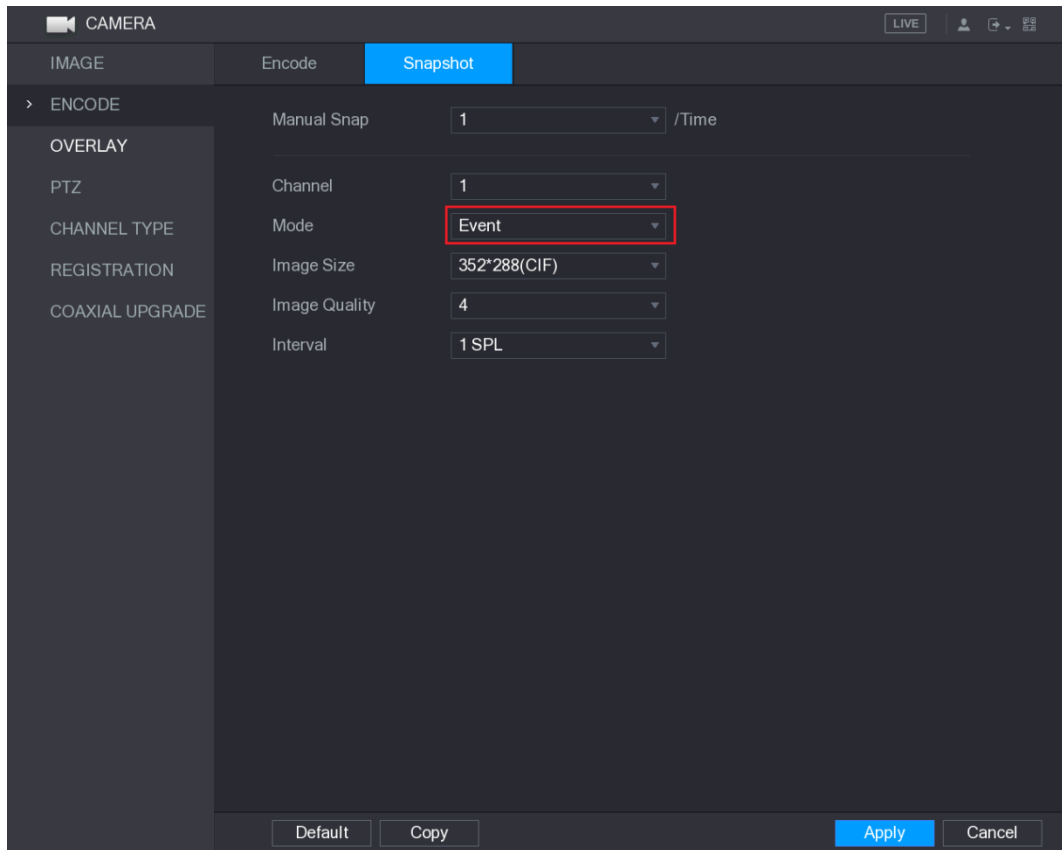 CAMERA LIVE
IMAGE Encode Snapshot
> ENCODE
Manual Snap 1 /Time
OVERLAY
PTZ Channel 1
CHANNEL TYPE Mode Event
REGISTRATION Image Size 352*288(CIF)
COAXIAL UPGRADE Image Quality 4
Interval 1 SPL
Default Copy Apply Cancel